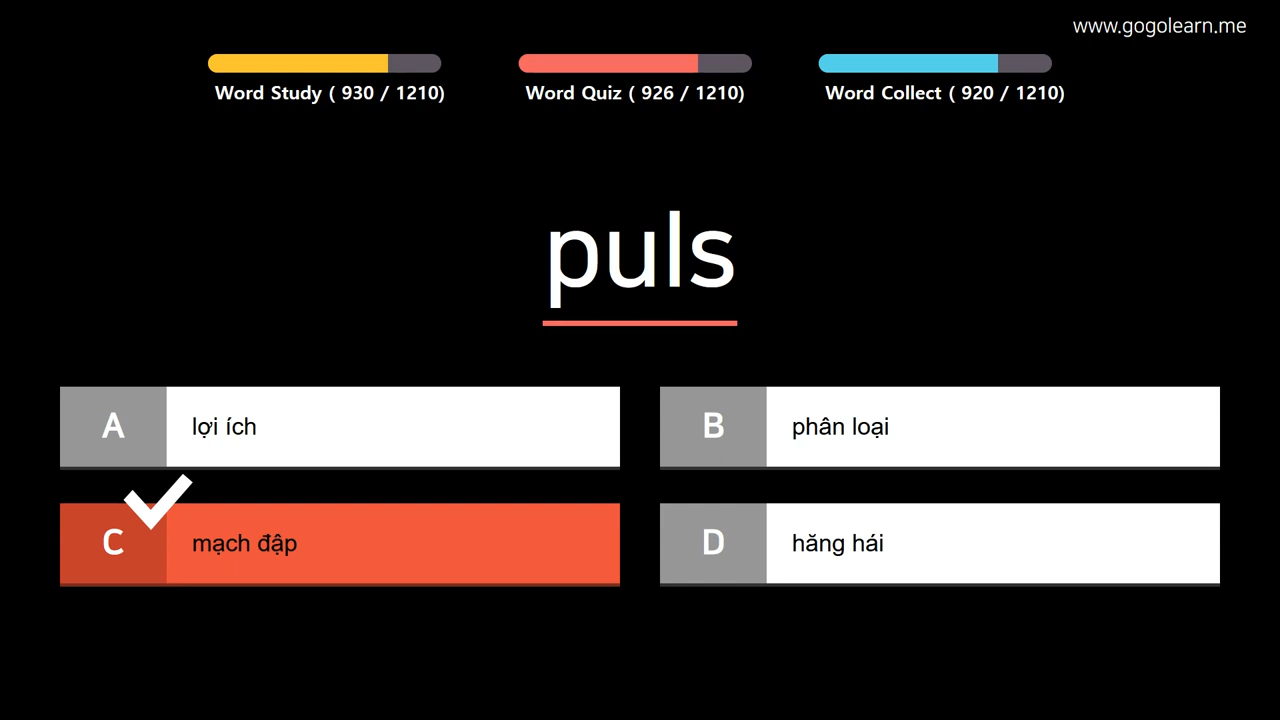 www.gogolearn.me
Word Study ( 930 / 1210)
Word Quiz ( 926 / 1210)
Word Collect ( 920 / 1210)
puls
A lợi ích
B phân loại
C mạch đập
D hăng hái